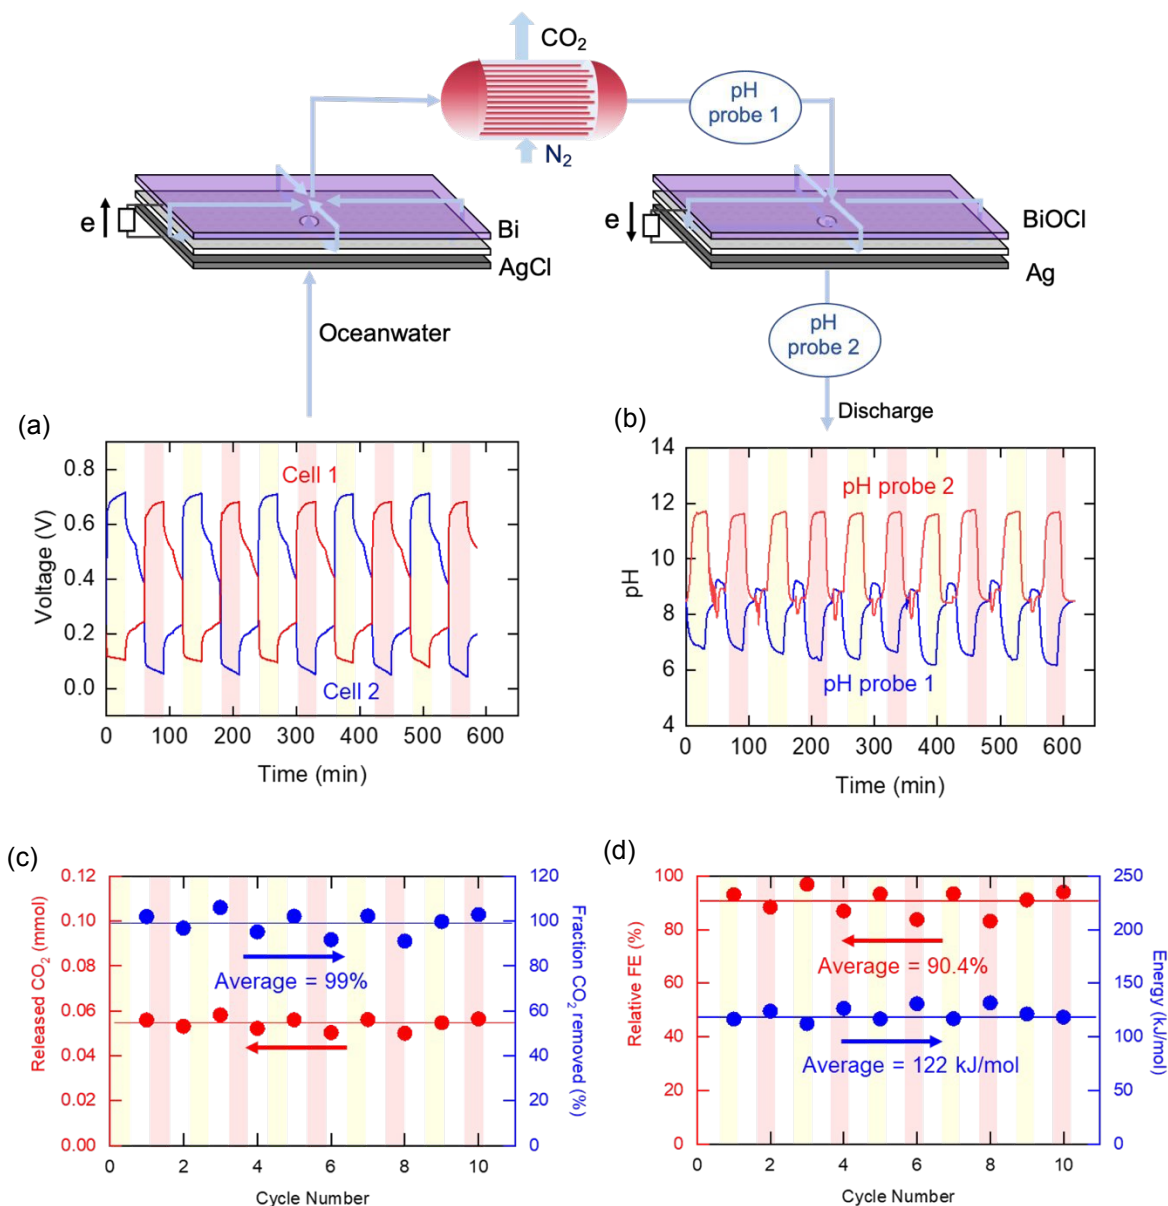 CO₂
pH
probe 1
N₂
e
Bi
AgCl
e
BiOCl
Ag
Oceanwater
pH
probe 2
Discharge
(a)
Voltage (V)
0.8
0.6
0.4
0.2
0.0
Cell 1
Cell 2
0 100 200 300 400 500 600
Time (min)
(b)
pH
14
12
10
8
6
4
pH probe 2
pH probe 1
0 100 200 300 400 500 600
Time (min)
(c)
Released CO₂ (mmol)
0.12
0.10
0.08
0.06
0.04
0.02
0.00
Average = 99%
120
100
80
60
40
20
0
Fraction CO₂
removed (%)
0 2 4 6 8 10
Cycle Number
(d)
Relative FE (%)
100
80
60
40
20
0
Average = 90.4%
Average = 122 kJ/mol
250
200
150
100
50
0
Energy
(kJ/mol)
0 2 4 6 8 10
Cycle Number